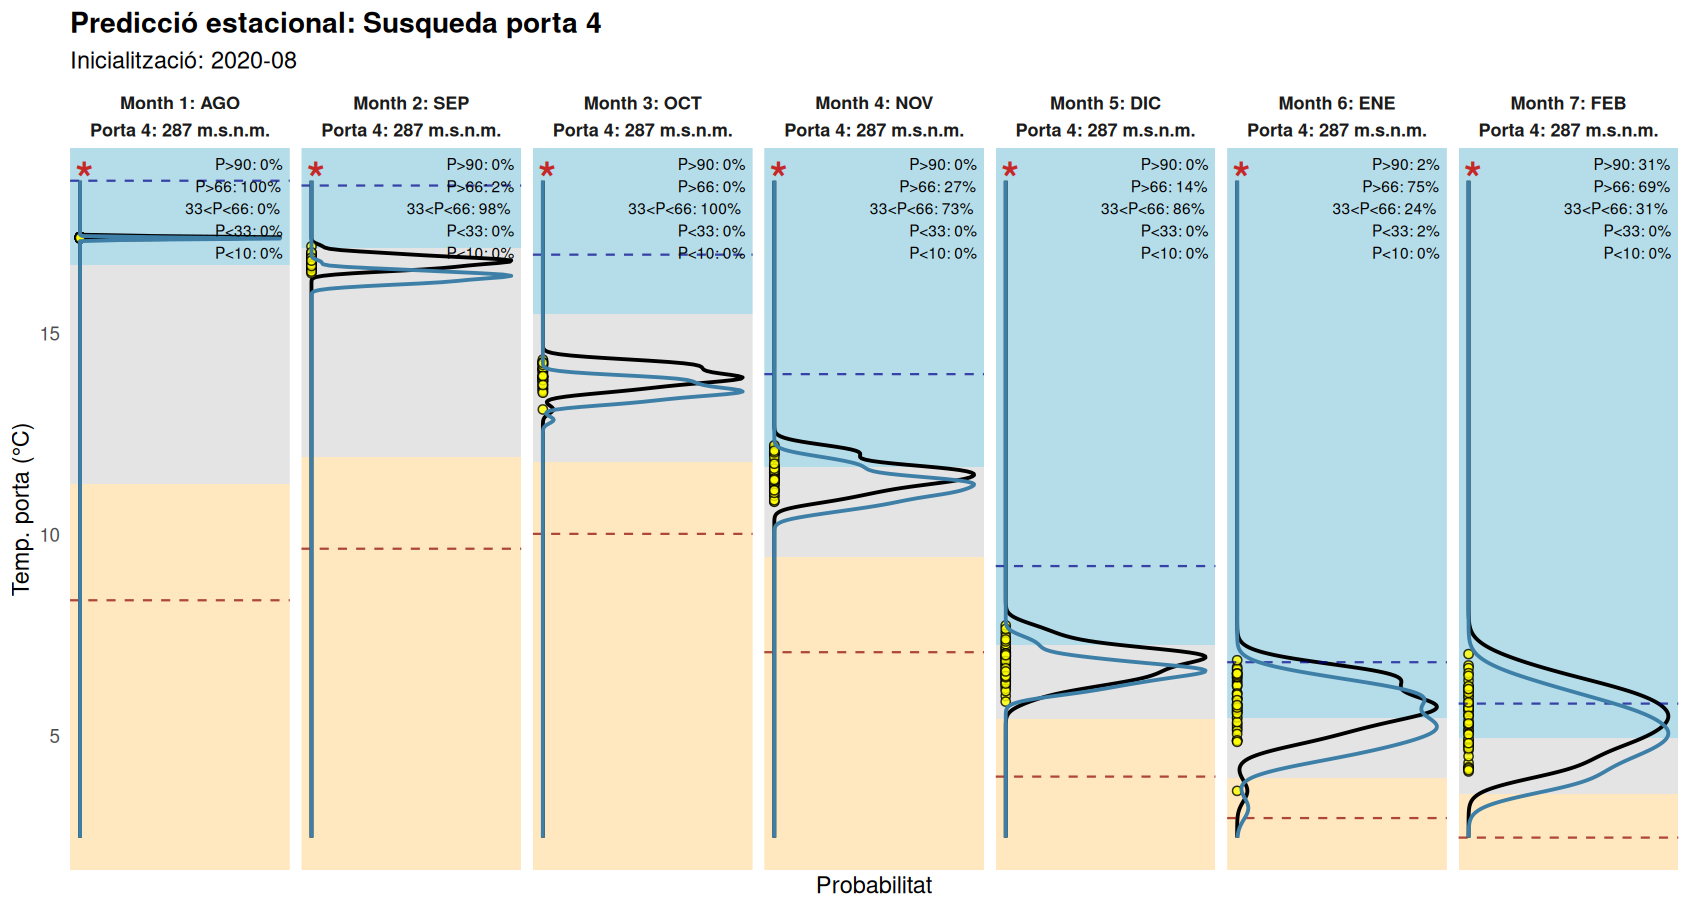 Predicció estacional: Susqueda porta 4
Inicialització: 2020-08
Month 1: AGO
Porta 4: 287 m.s.n.m.
Month 2: SEP
Porta 4: 287 m.s.n.m.
Month 3: OCT
Porta 4: 287 m.s.n.m.
Month 4: NOV
Porta 4: 287 m.s.n.m.
Month 5: DIC
Porta 4: 287 m.s.n.m.
Month 6: ENE
Porta 4: 287 m.s.n.m.
Month 7: FEB
Porta 4: 287 m.s.n.m.
*
P>90: 0%
P>66: 100%
33<P<66: 0%
P<33: 0%
P<10: 0%
*
P>90: 0%
P>66: 2%
33<P<66: 98%
P<33: 0%
P<10: 0%
*
P>90: 0%
P>66: 0%
33<P<66: 100%
P<33: 0%
P<10: 0%
*
P>90: 0%
P>66: 27%
33<P<66: 73%
P<33: 0%
P<10: 0%
*
P>90: 0%
P>66: 14%
33<P<66: 86%
P<33: 0%
P<10: 0%
*
P>90: 2%
P>66: 75%
33<P<66: 24%
P<33: 2%
P<10: 0%
*
P>90: 31%
P>66: 69%
33<P<66: 31%
P<33: 0%
P<10: 0%
15
10
5
Temp. porta (°C)
Probabilitat